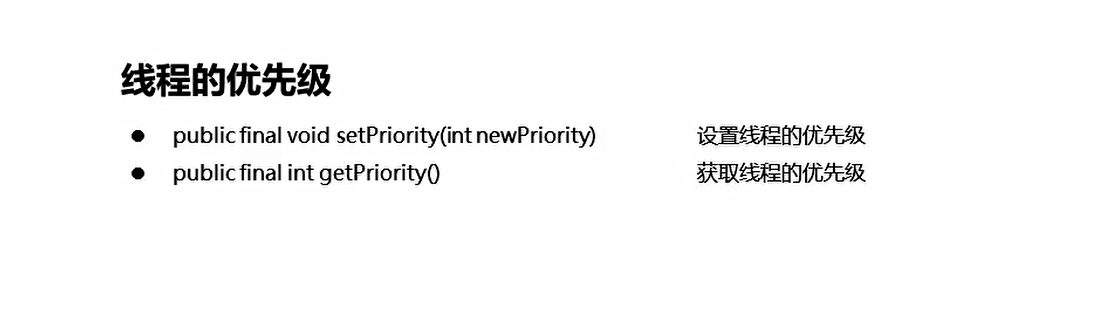 线程的优先级
● public final void setPriority(int newPriority) 设置线程的优先级
● public final int getPriority() 获取线程的优先级